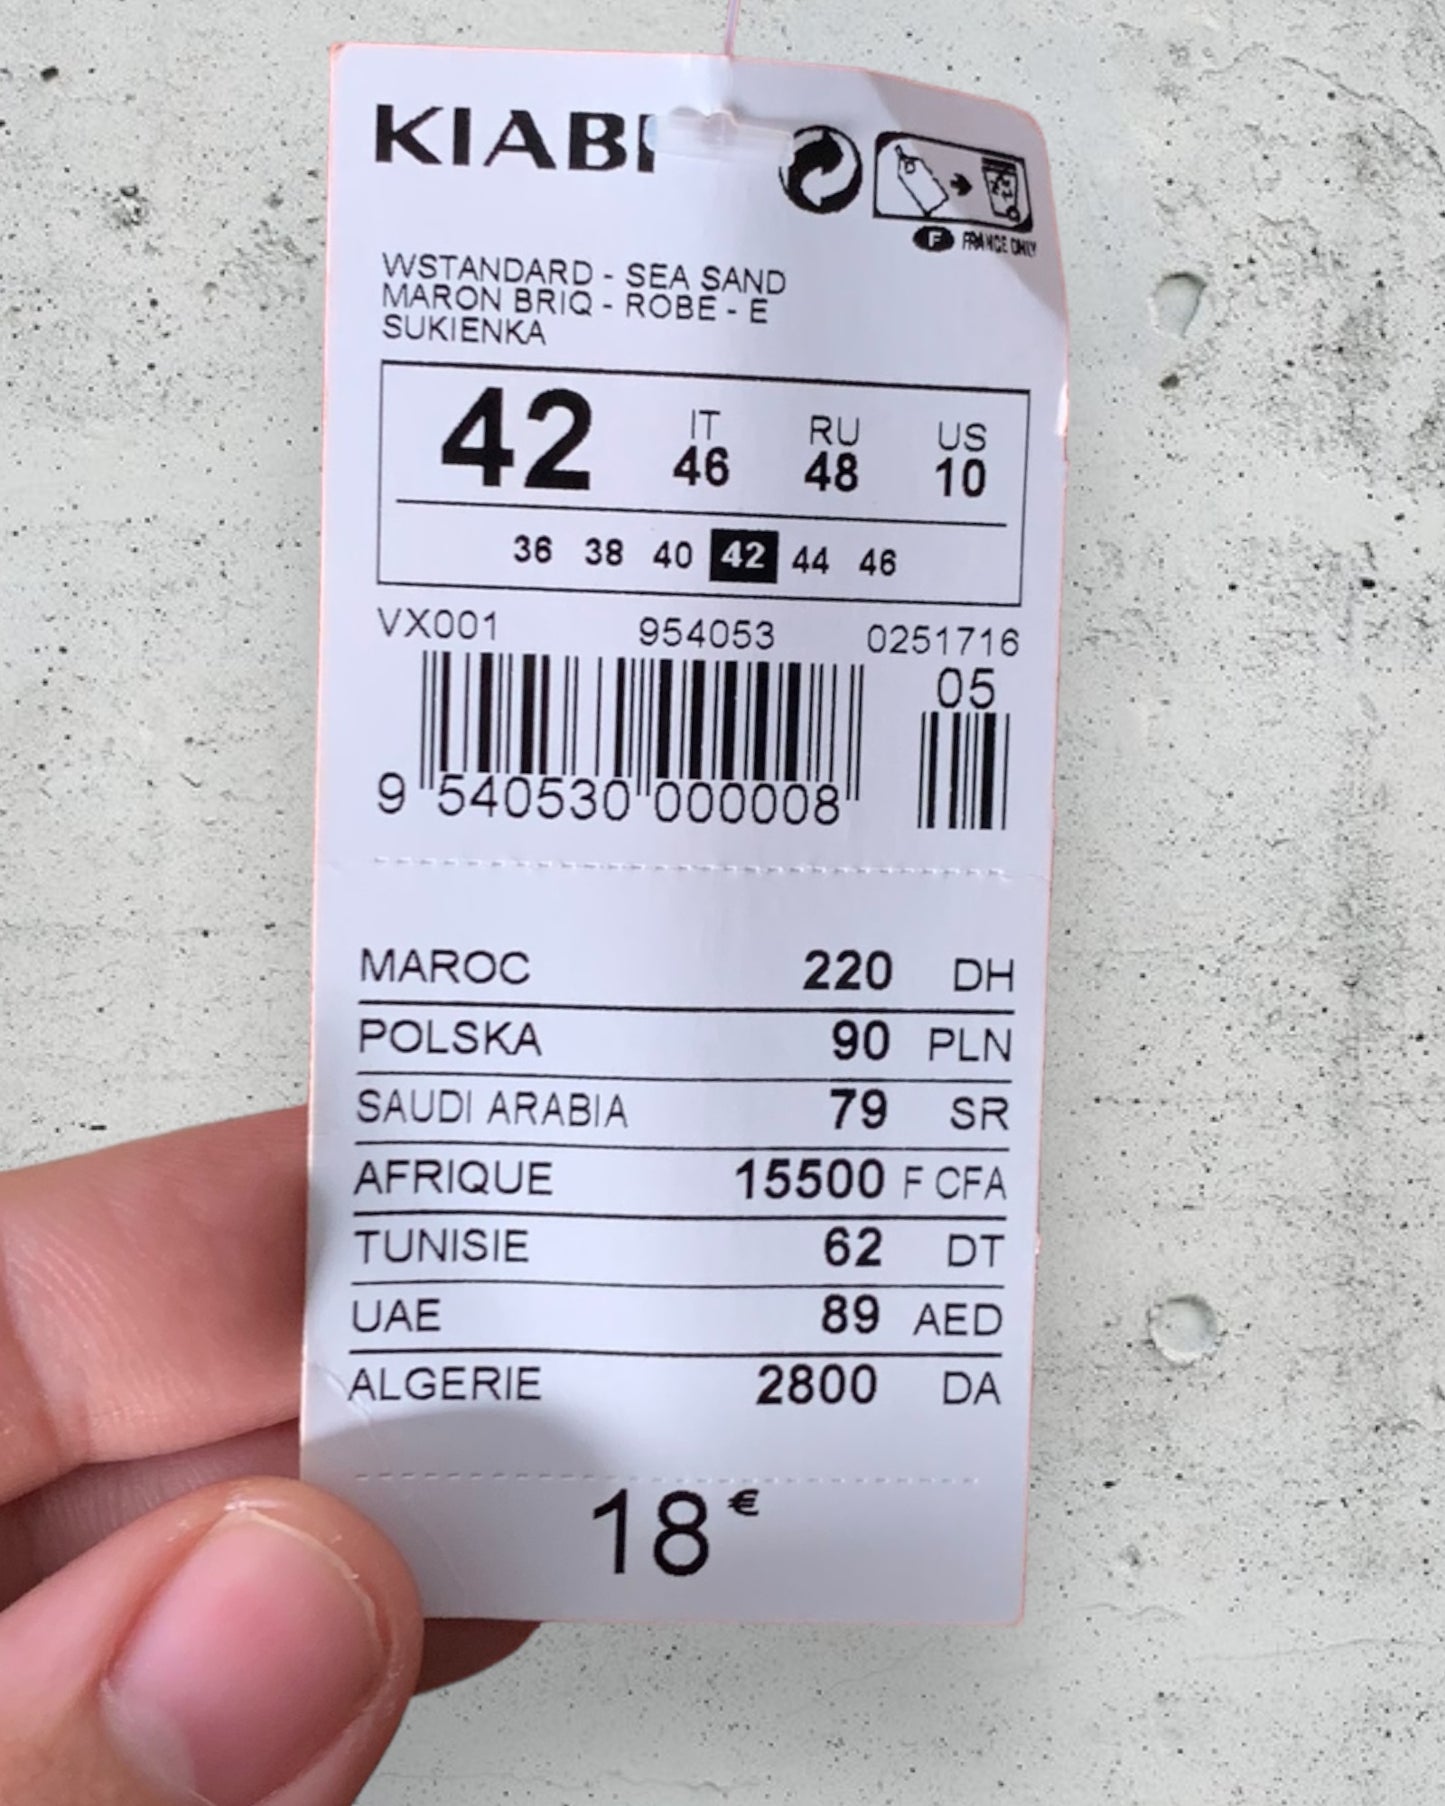 KIABI
F FRANCE ONLY
WSTANDARD - SEA SAND
MARON BRIQ - ROBE - E
SUKIENKA
42 IT 46 RU 48 US 10
36 38 40 42 44 46
VX001 954053 0251716
05
9 540530 000008
MAROC 220 DH
POLSKA 90 PLN
SAUDI ARABIA 79 SR
AFRIQUE 15500 F CFA
TUNISIE 62 DT
UAE 89 AED
ALGERIE 2800 DA
18 €